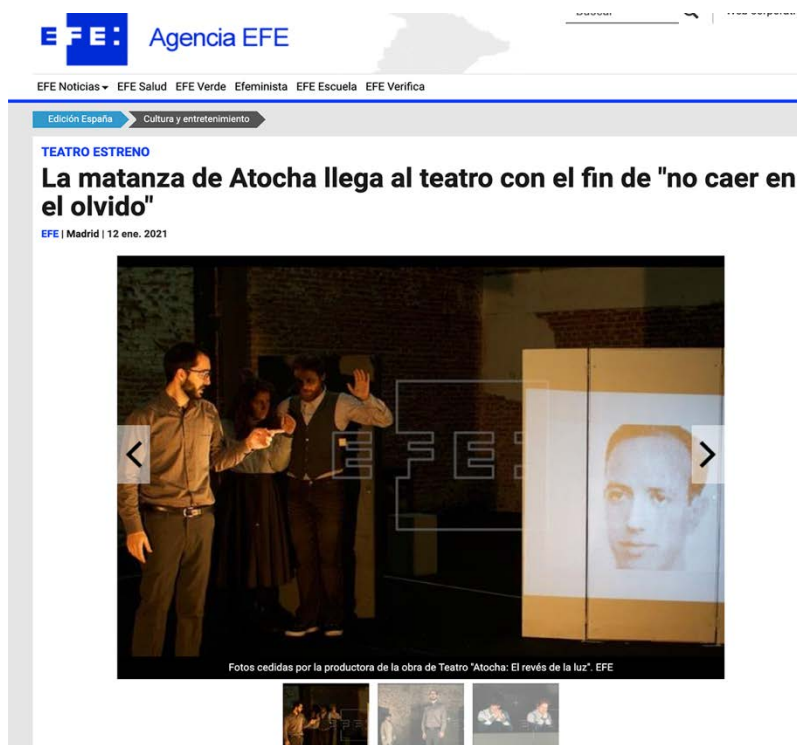 EFE: Agencia EFE
EFE Noticias EFE Salud EFE Verde Efeminista EFE Escuela EFE Verifica
Edición España Cultura y entretenimiento
TEATRO ESTRENO
La matanza de Atocha llega al teatro con el fin de "no caer en
el olvido"
EFE | Madrid | 12 ene. 2021
EFE:
Fotos cedidas por la productora de la obra de Teatro "Atocha: El revés de la luz". EFE